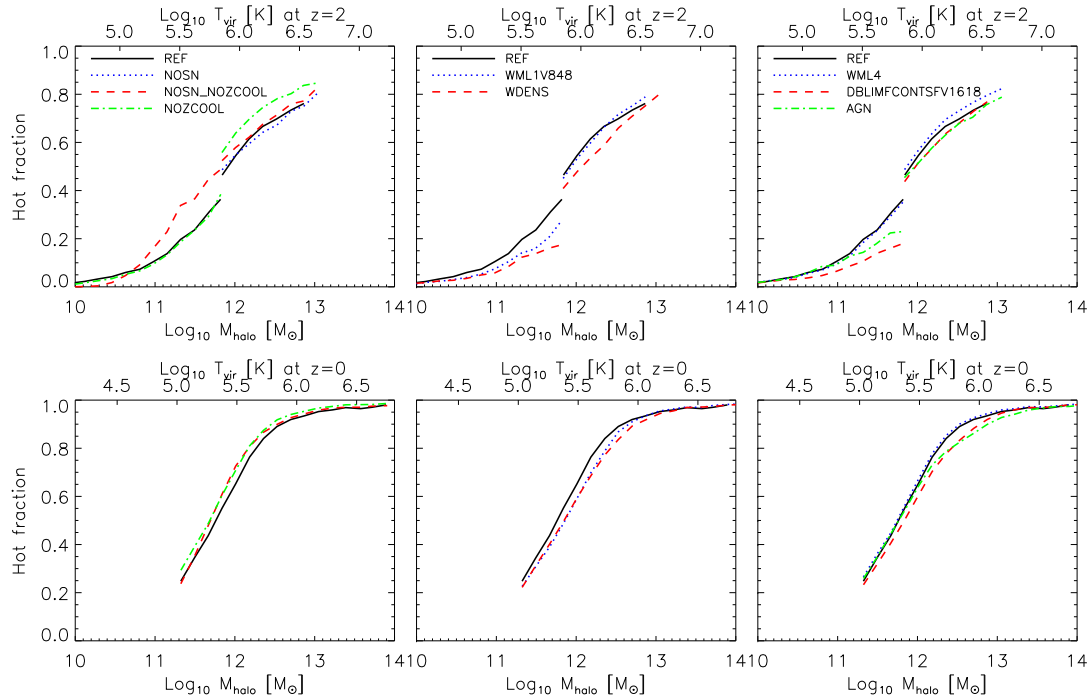 Log10 Tvir [K] at z=2 Log10 Tvir [K] at z=2 Log10 Tvir [K] at z=2
5.0 5.5 6.0 6.5 7.0 5.0 5.5 6.0 6.5 7.0 5.0 5.5 6.0 6.5 7.0
1.0
0.8
0.6
0.4
0.2
0.0
Hot fraction
REF
NOSN
NOSN_NOZCOOL
NOZCOOL
REF
WML1V848
WDENS
REF
WML4
DBLIMFCONTSFV1618
AGN
10 11 12 13 14 10 11 12 13 14 10 11 12 13 14
Log10 Mhalo [M⊙] Log10 Mhalo [M⊙] Log10 Mhalo [M⊙]
Log10 Tvir [K] at z=0 Log10 Tvir [K] at z=0 Log10 Tvir [K] at z=0
4.5 5.0 5.5 6.0 6.5 4.5 5.0 5.5 6.0 6.5 4.5 5.0 5.5 6.0 6.5
1.0
0.8
0.6
0.4
0.2
0.0
Hot fraction
10 11 12 13 14 10 11 12 13 14 10 11 12 13 14
Log10 Mhalo [M⊙] Log10 Mhalo [M⊙] Log10 Mhalo [M⊙]